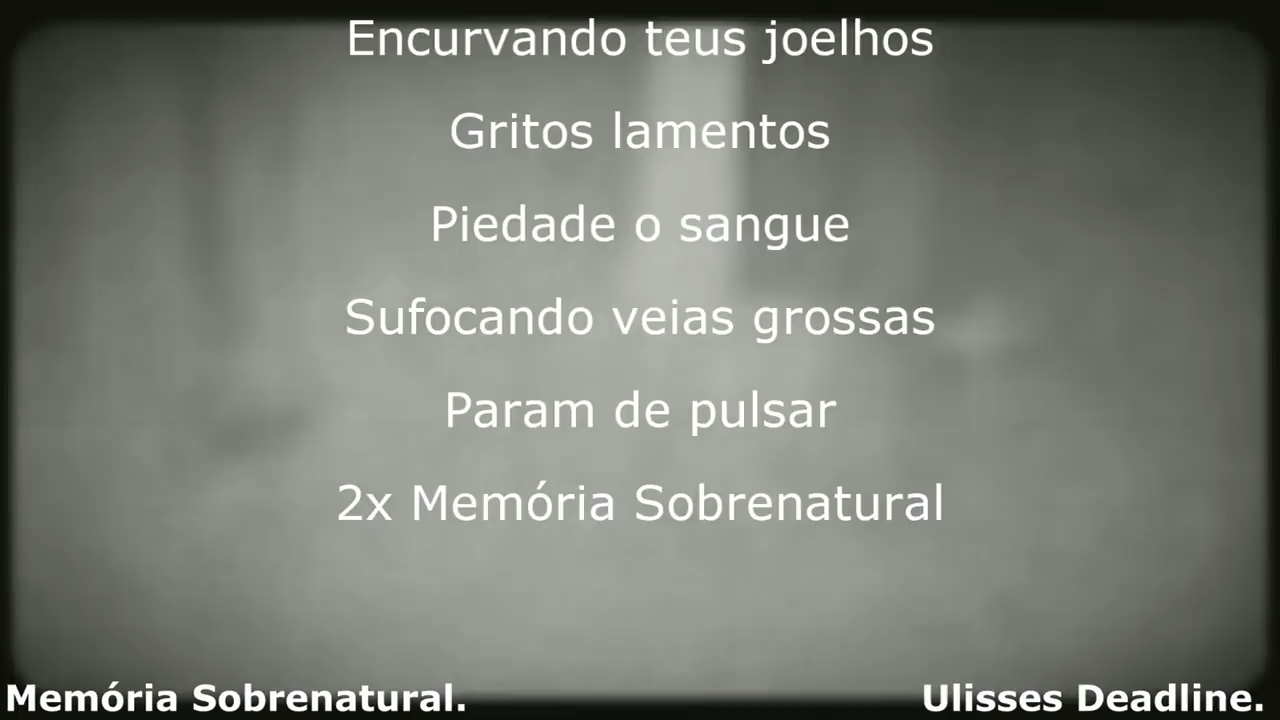 Encurvando teus joelhos
Gritos lamentos
Piedade o sangue
Sufocando veias grossas
Param de pulsar
2x Memória Sobrenatural
Memória Sobrenatural.
Ulisses Deadline.